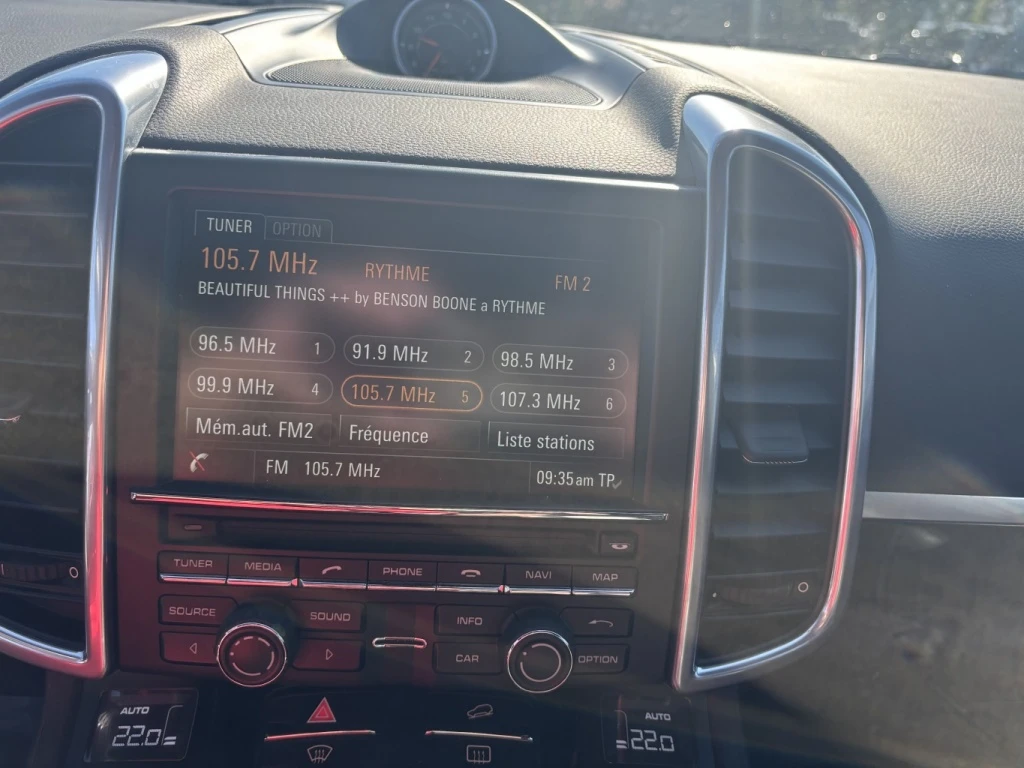 TUNER OPTION
105.7 MHz RYTHME FM 2
BEAUTIFUL THINGS ++ by BENSON BOONE a RYTHME
96.5 MHz 1 91.9 MHz 2 98.5 MHz 3
99.9 MHz 4 105.7 MHz 5 107.3 MHz 6
Mém.aut. FM2 Fréquence Liste stations
FM 105.7 MHz 09:35am TP
TUNER MEDIA PHONE NAVI MAP
SOURCE SOUND INFO
CAR OPTION
AUTO AUTO
22.0 22.0